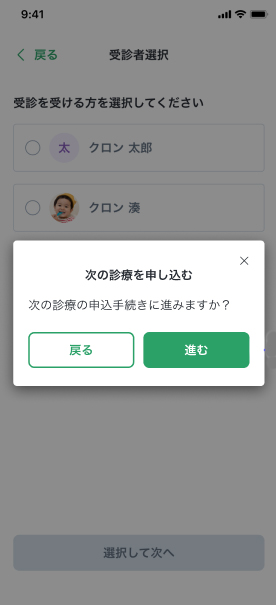 9:41
戻る
受診者選択
受診を受ける方を選択してください
太
クロン 太郎
クロン 湊
次の診療を申し込む
次の診療の申込手続きに進みますか？
戻る
進む
選択して次へ